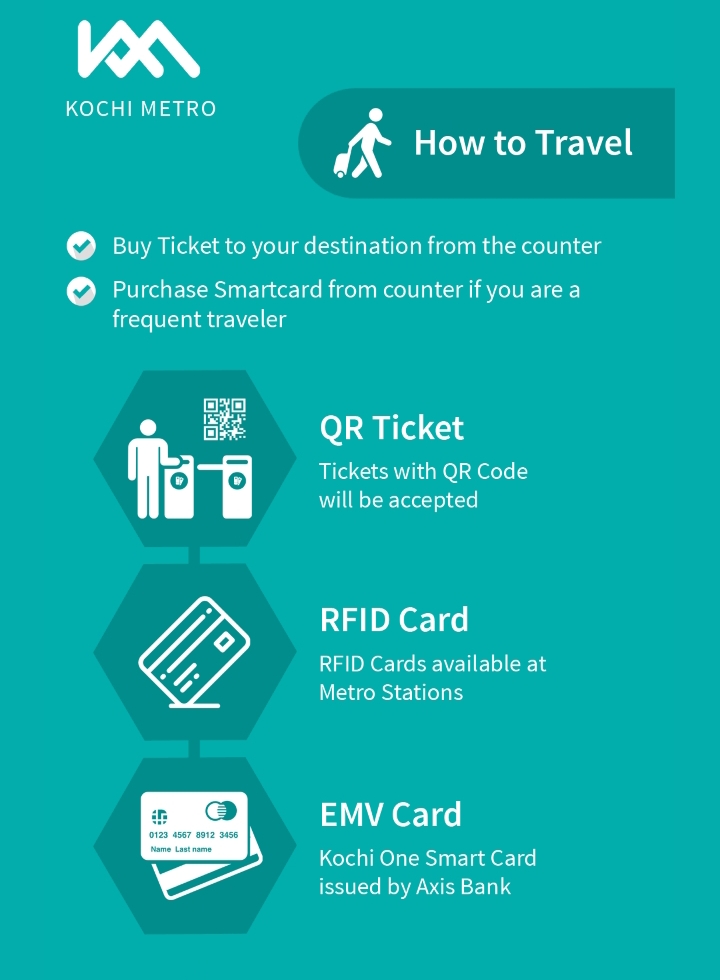 KOCHI METRO
How to Travel
Buy Ticket to your destination from the counter
Purchase Smartcard from counter if you are a
frequent traveler
QR Ticket
Tickets with QR Code
will be accepted
RFID Card
RFID Cards available at
Metro Stations
0123 4567 8912 3456
Name Last name
EMV Card
Kochi One Smart Card
issued by Axis Bank